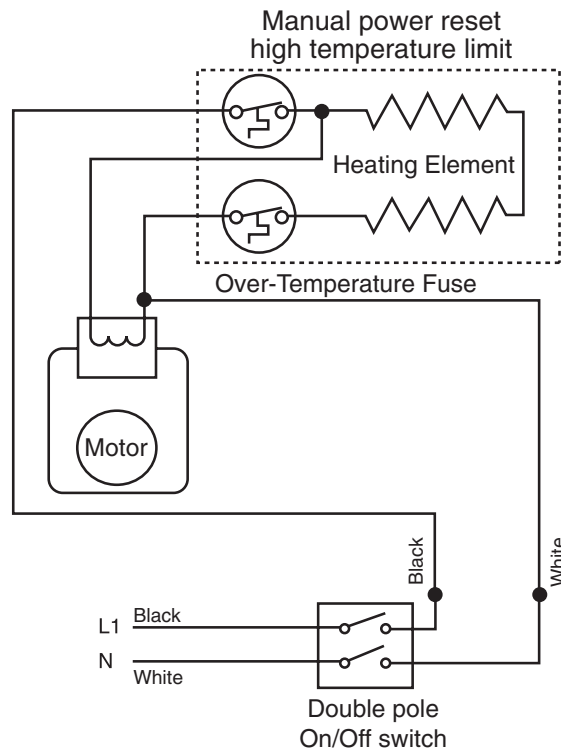 Manual power reset
high temperature limit
Heating Element
Over-Temperature Fuse
Motor
Black
White
L1
Black
N
White
Double pole
On/Off switch